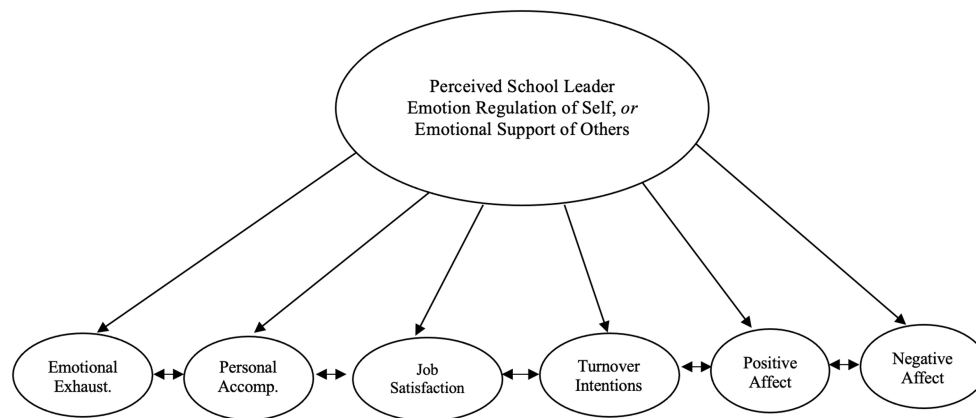 Perceived School Leader
Emotion Regulation of Self, or
Emotional Support of Others
Emotional
Exhaust.
Personal
Accomp.
Job
Satisfaction
Turnover
Intentions
Positive
Affect
Negative
Affect